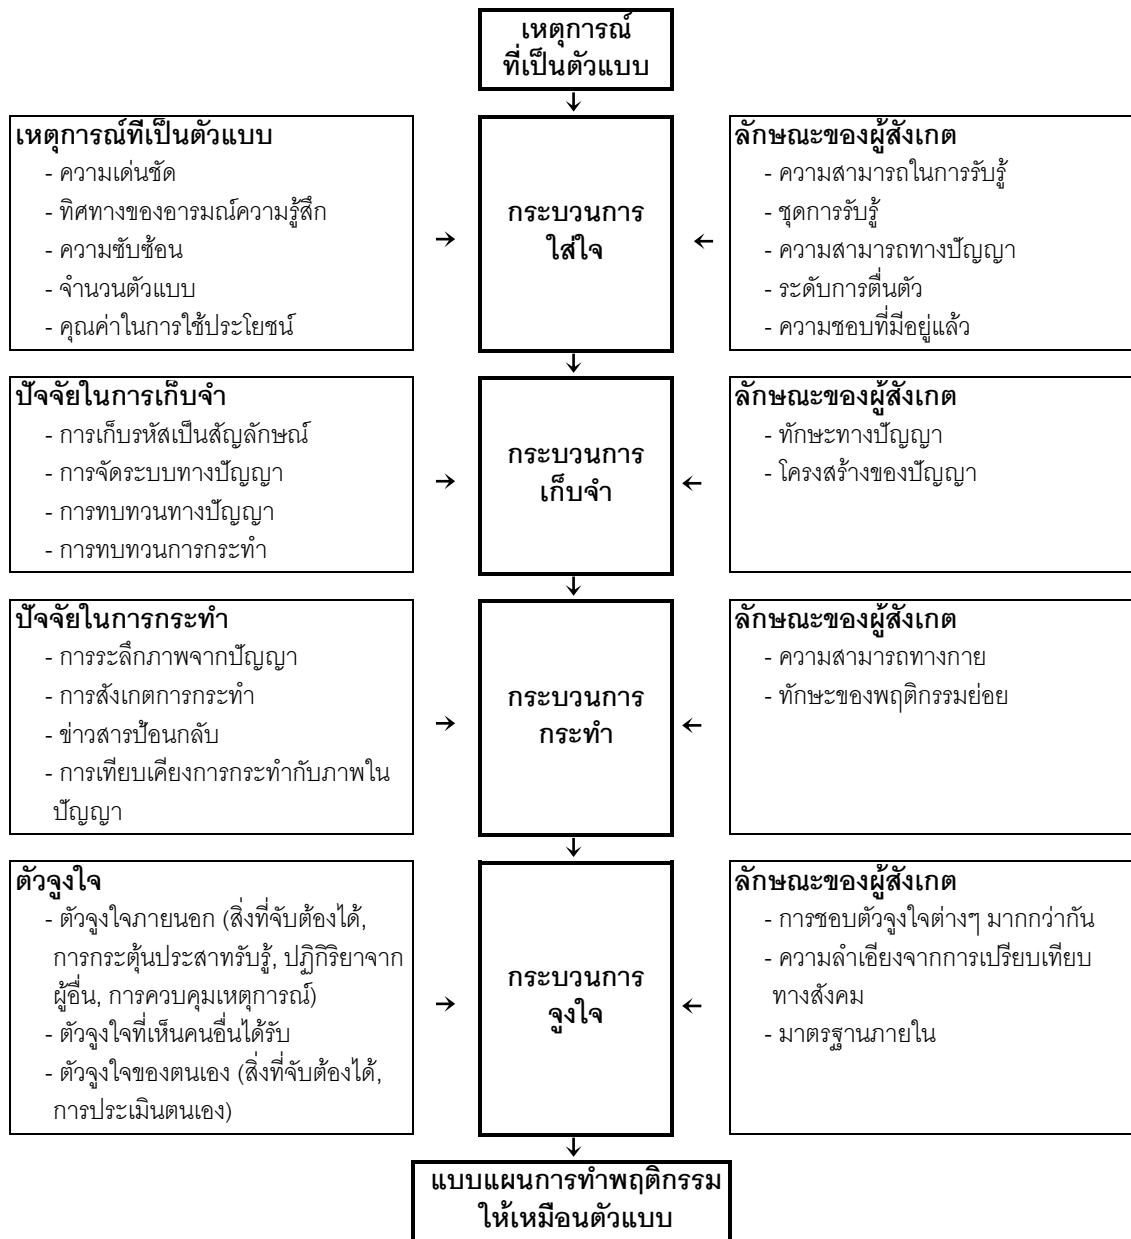 เหตุการณ์
ที่เป็นตัวแบบ
เหตุการณ์ที่เป็นตัวแบบ
- ความเด่นชัด
- ทิศทางของอารมณ์ความรู้สึก
- ความซับซ้อน
- จำนวนตัวแบบ
- คุณค่าในการใช้ประโยชน์
กระบวนการ
ใส่ใจ
ลักษณะของผู้สังเกต
- ความสามารถในการรับรู้
- ชุดการรับรู้
- ความสามารถทางปัญญา
- ระดับการตื่นตัว
- ความชอบที่มีอยู่แล้ว
ปัจจัยในการเก็บจำ
- การเก็บรหัสเป็นสัญลักษณ์
- การจัดระบบทางปัญญา
- การทบทวนทางปัญญา
- การทบทวนการกระทำ
กระบวนการ
เก็บจำ
ลักษณะของผู้สังเกต
- ทักษะทางปัญญา
- โครงสร้างของปัญญา
ปัจจัยในการกระทำ
- การระลึกภาพจากปัญญา
- การสังเกตการกระทำ
- ข่าวสารป้อนกลับ
- การเทียบเคียงการกระทำกับภาพใน
ปัญญา
กระบวนการ
กระทำ
ลักษณะของผู้สังเกต
- ความสามารถทางกาย
- ทักษะของพฤติกรรมย่อย
ตัวจูงใจ
- ตัวจูงใจภายนอก (สิ่งที่จับต้องได้,
การกระตุ้นประสาทรับรู้, ปฏิกิริยาจาก
ผู้อื่น, การควบคุมเหตุการณ์)
- ตัวจูงใจที่เห็นคนอื่นได้รับ
- ตัวจูงใจของตนเอง (สิ่งที่จับต้องได้,
การประเมินตนเอง)
กระบวนการ
จูงใจ
ลักษณะของผู้สังเกต
- การชอบตัวจูงใจต่างๆ มากกว่ากัน
- ความลำเอียงจากการเปรียบเทียบ
ทางสังคม
- มาตรฐานภายใน
แบบแผนการทำพฤติกรรม
ให้เหมือนตัวแบบ